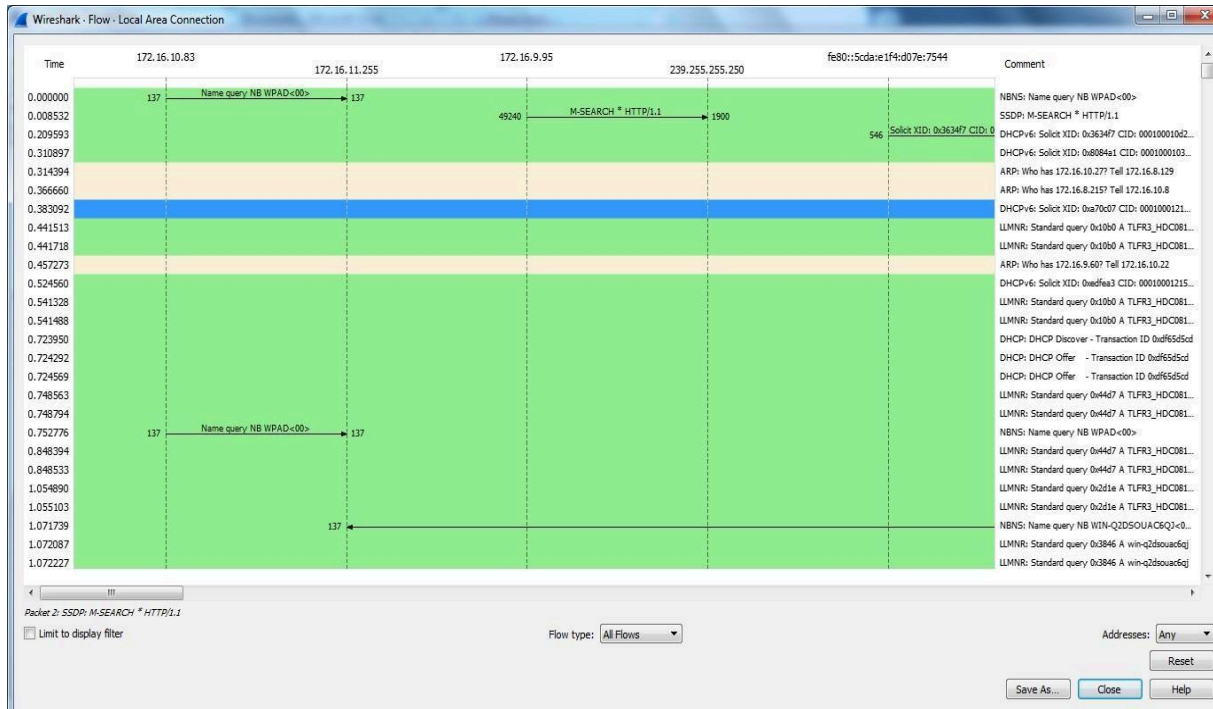 Wireshark · Flow · Local Area Connection
Time 172.16.10.83 172.16.11.255 172.16.9.95 239.255.255.250 fe80::5cda:e1f4:d07e:7544 Comment
0.000000 137 Name query NB WPAD<00> 137 NBNS: Name query NB WPAD<00>
0.008532 49240 M-SEARCH * HTTP/1.1 1900 SSDP: M-SEARCH * HTTP/1.1
0.209593 546 Solicit XID: 0x3634f7 CID: 0 DHCPv6: Solicit XID: 0x3634f7 CID: 000100010d2...
0.310897 DHCPv6: Solicit XID: 0x8084a1 CID: 0001000103...
0.314394 ARP: Who has 172.16.10.27? Tell 172.16.8.129
0.366660 ARP: Who has 172.16.8.215? Tell 172.16.10.8
0.383092 DHCPv6: Solicit XID: 0xa70c07 CID: 0001000121...
0.441513 LLMNR: Standard query 0x10b0 A TLFR3_HDC081...
0.441718 LLMNR: Standard query 0x10b0 A TLFR3_HDC081...
0.457273 ARP: Who has 172.16.9.60? Tell 172.16.10.22
0.524560 DHCPv6: Solicit XID: 0xedfea3 CID: 00010001215...
0.541328 LLMNR: Standard query 0x10b0 A TLFR3_HDC081...
0.541488 LLMNR: Standard query 0x10b0 A TLFR3_HDC081...
0.723950 DHCP: DHCP Discover - Transaction ID 0xdf65d5cd
0.724292 DHCP: DHCP Offer - Transaction ID 0xdf65d5cd
0.724569 DHCP: DHCP Offer - Transaction ID 0xdf65d5cd
0.748563 LLMNR: Standard query 0x44d7 A TLFR3_HDC081...
0.748794 LLMNR: Standard query 0x44d7 A TLFR3_HDC081...
0.752776 137 Name query NB WPAD<00> 137 NBNS: Name query NB WPAD<00>
0.848394 LLMNR: Standard query 0x44d7 A TLFR3_HDC081...
0.848533 LLMNR: Standard query 0x44d7 A TLFR3_HDC081...
1.054890 LLMNR: Standard query 0x2d1e A TLFR3_HDC081...
1.055103 LLMNR: Standard query 0x2d1e A TLFR3_HDC081...
1.071739 137 NBNS: Name query NB WIN-Q2DSOUAC6QJ<0...
1.072087 LLMNR: Standard query 0x3846 A win-q2dsouac6qj
1.072227 LLMNR: Standard query 0x3846 A win-q2dsouac6qj
Packet 2: SSDP: M-SEARCH * HTTP/1.1
Limit to display filter Flow type: All Flows Addresses: Any
Reset
Save As... Close Help